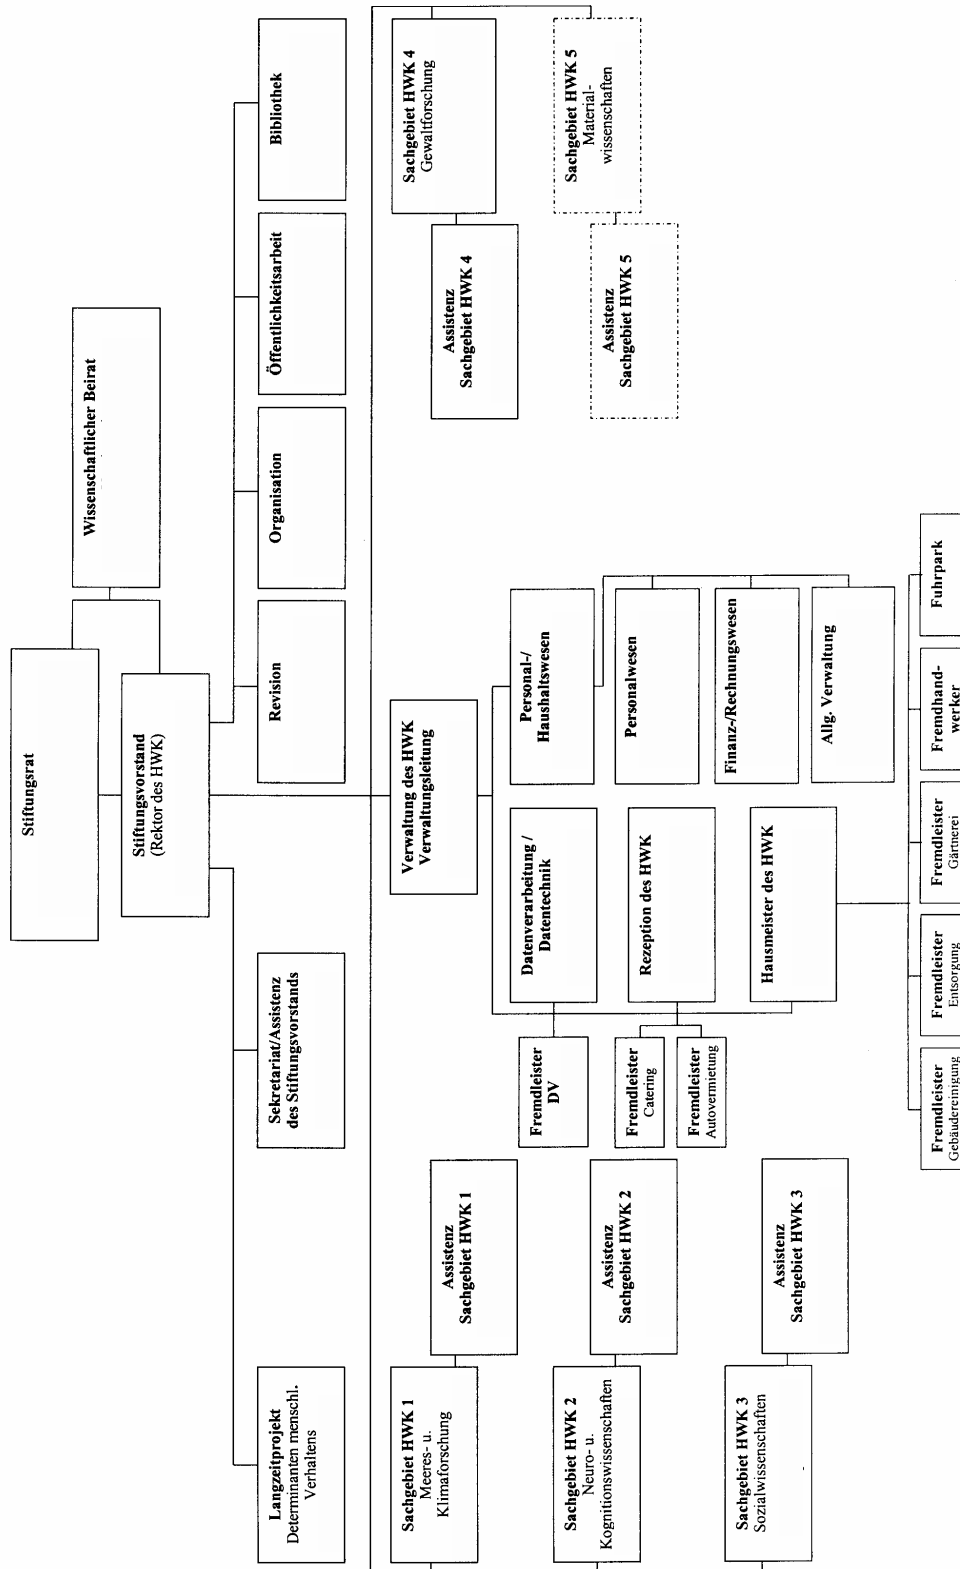 Stiftungsrat
Wissenschaftlicher Beirat
Stiftungsvorstand
(Rektor des HWK)
Langzeitprojekt
Determinanten menschl.
Verhaltens
Sekretariat/Assistenz
des Stiftungsvorstands
Revision
Organisation
Öffentlichkeitsarbeit
Bibliothek
Sachgebiet HWK 1
Meeres- u.
Klimaforschung
Assistenz
Sachgebiet HWK 1
Sachgebiet HWK 2
Neuro- u.
Kognitionswissenschaften
Assistenz
Sachgebiet HWK 2
Sachgebiet HWK 3
Sozialwissenschaften
Assistenz
Sachgebiet HWK 3
Verwaltung des HWK
Verwaltungsleitung
Fremdleister
DV
Datenverarbeitung /
Datentechnik
Personal-/
Haushaltswesen
Fremdleister
Catering
Fremdleister
Autovermietung
Rezeption des HWK
Personalwesen
Finanz-/Rechnungswesen
Hausmeister des HWK
Allg. Verwaltung
Fremdleister
Gebäudereinigung
Fremdleister
Entsorgung
Fremdleister
Gärtnerei
Fremdhand-
werker
Fuhrpark
Assistenz
Sachgebiet HWK 4
Sachgebiet HWK 4
Gewaltforschung
Assistenz
Sachgebiet HWK 5
Sachgebiet HWK 5
Material-
wissenschaften